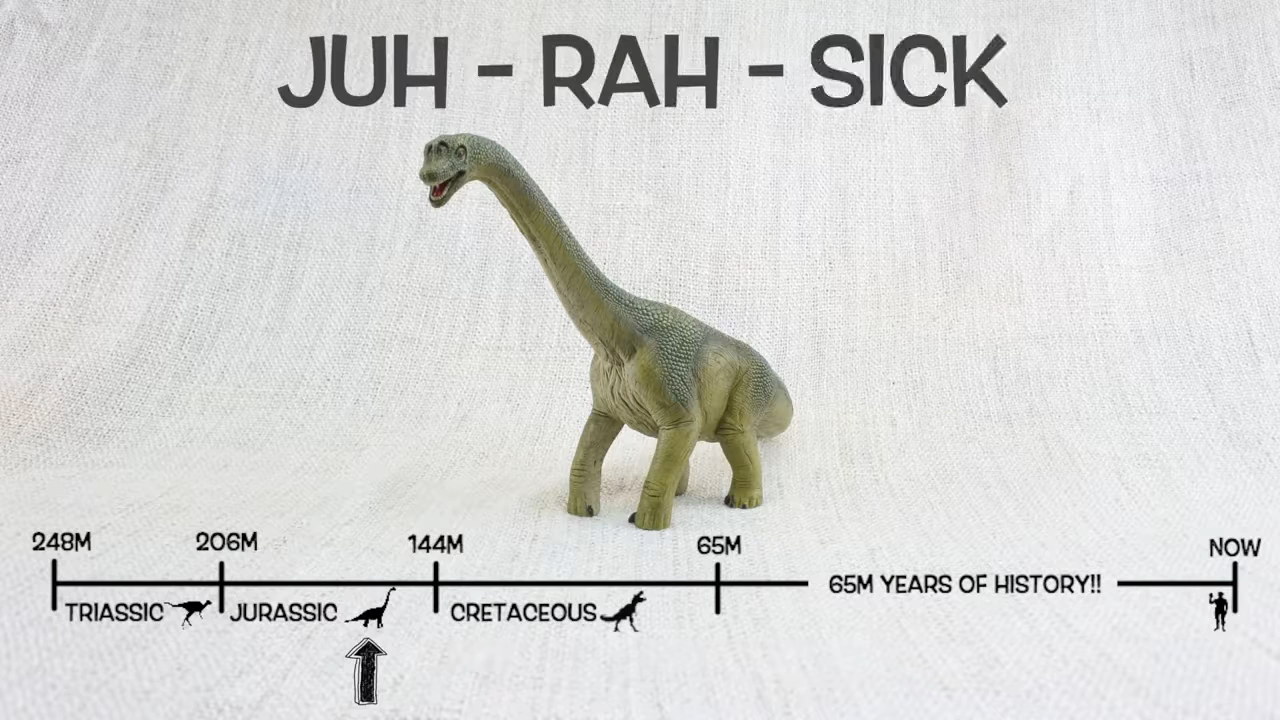 JUH - RAH - SICK
248M 206M 144M 65M NOW
65M YEARS OF HISTORY!!
TRIASSIC JURASSIC CRETACEOUS